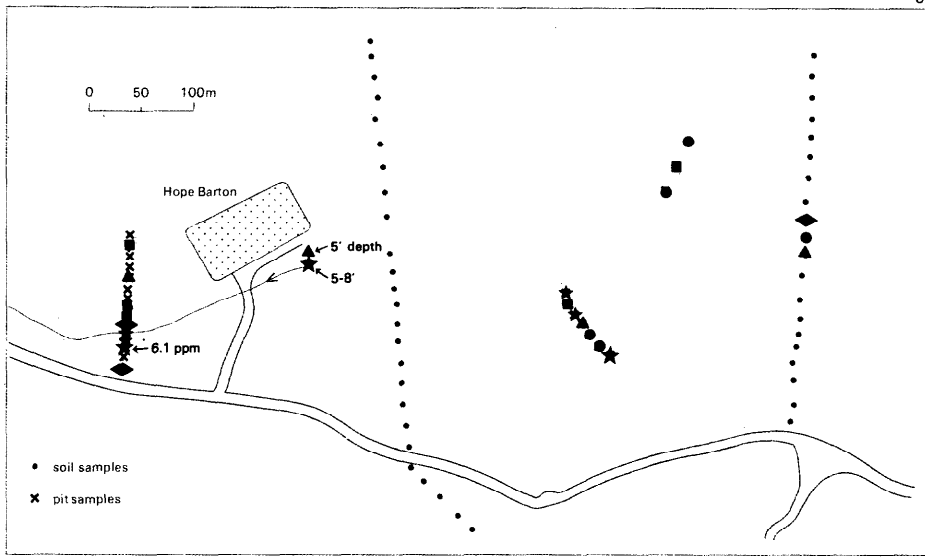 0 50 100m
Hope Barton
5' depth
5-8'
6.1 ppm
soil samples
pit samples